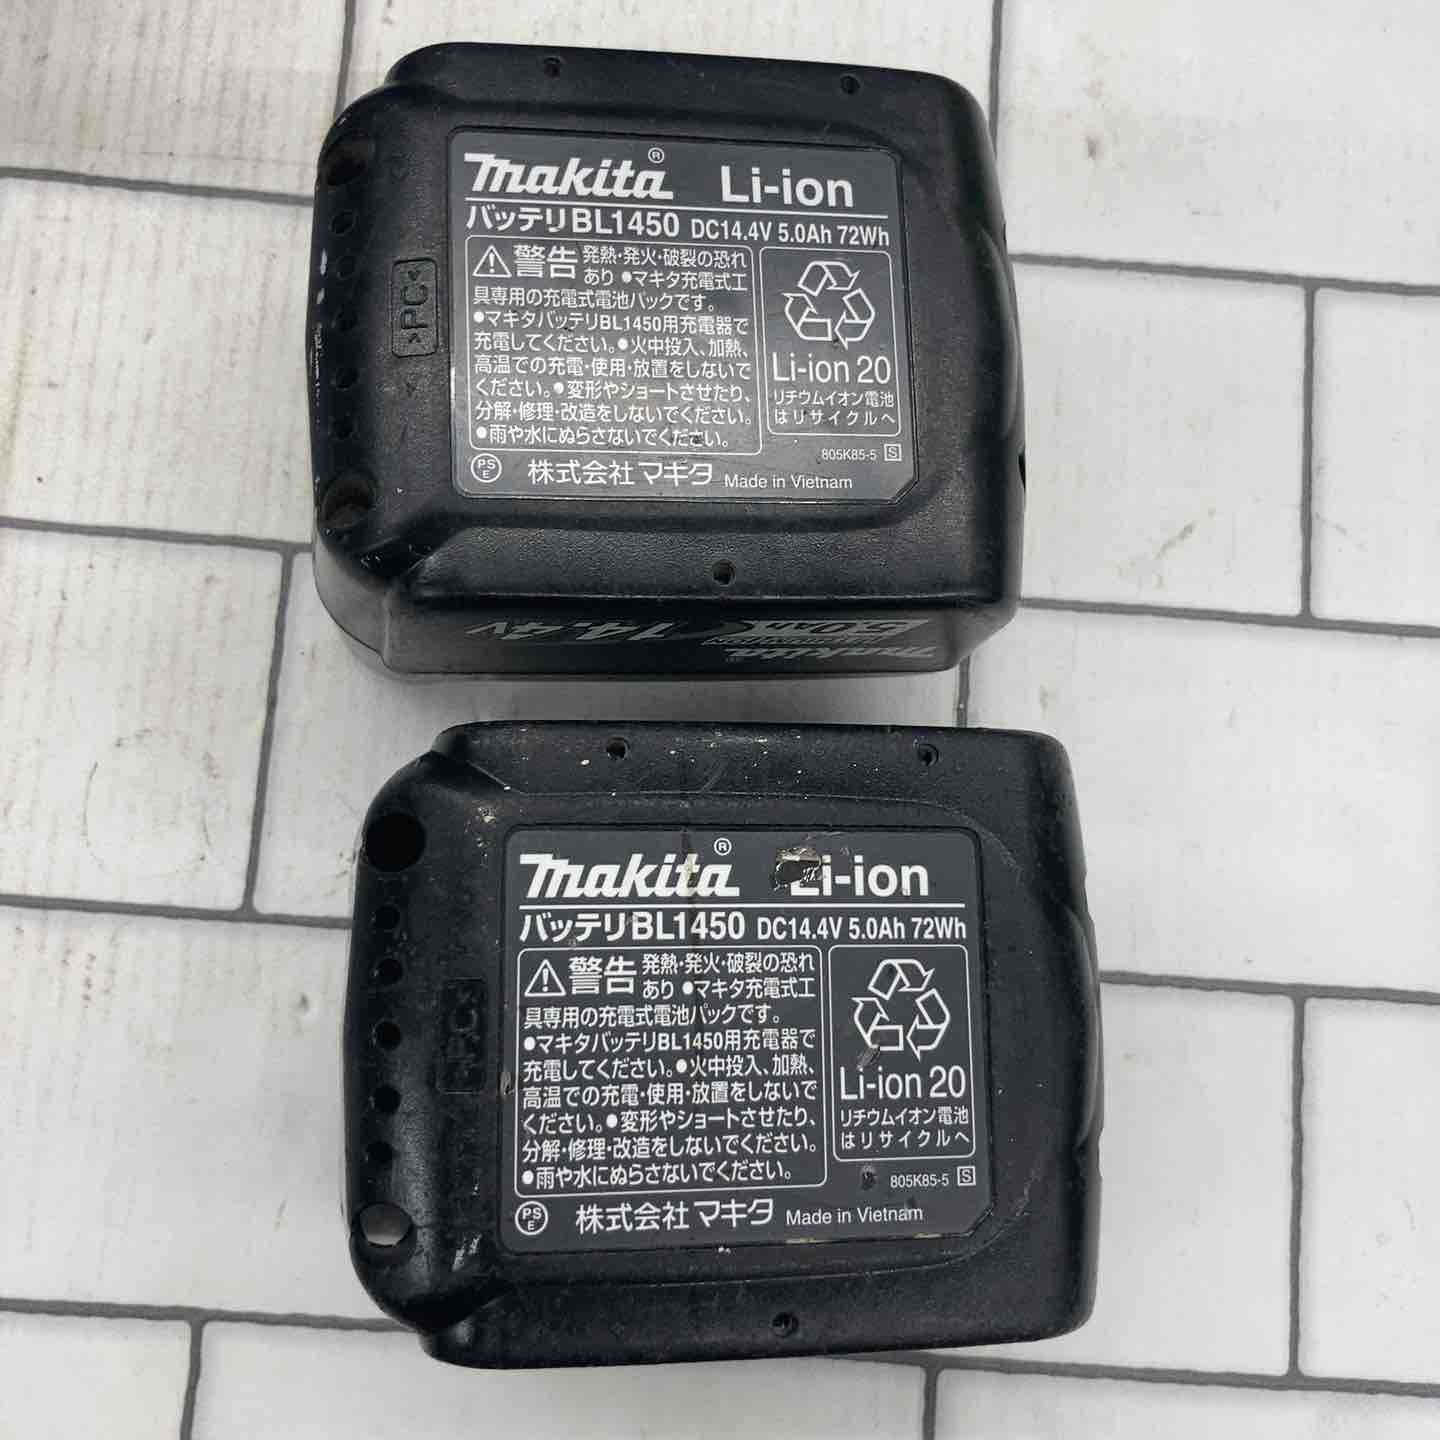 makita® Li-ion
バッテリBL1450 DC14.4V 5.0Ah 72Wh
⚠警告 発熱・発火・破裂の恐れ
あり ●マキタ充電式工
具専用の充電式電池パックです。
●マキタバッテリBL1450用充電器で
充電してください。●火中投入、加熱、
高温での充電・使用・放置をしないで
ください。●変形やショートさせたり、
分解・修理・改造をしないでください。
●雨や水にぬらさないでください。
Li-ion 20
リチウムイオン電池
はリサイクルへ
805K85-5 S
PS
E
株式会社マキタ Made in Vietnam
>PC<
14.4V
5.0Ah
makita
makita® Li-ion
バッテリBL1450 DC14.4V 5.0Ah 72Wh
⚠警告 発熱・発火・破裂の恐れ
あり ●マキタ充電式工
具専用の充電式電池パックです。
●マキタバッテリBL1450用充電器で
充電してください。●火中投入、加熱、
高温での充電・使用・放置をしないで
ください。●変形やショートさせたり、
分解・修理・改造をしないでください。
●雨や水にぬらさないでください。
Li-ion 20
リチウムイオン電池
はリサイクルへ
805K85-5 S
PS
E
株式会社マキタ Made in Vietnam
>PC<